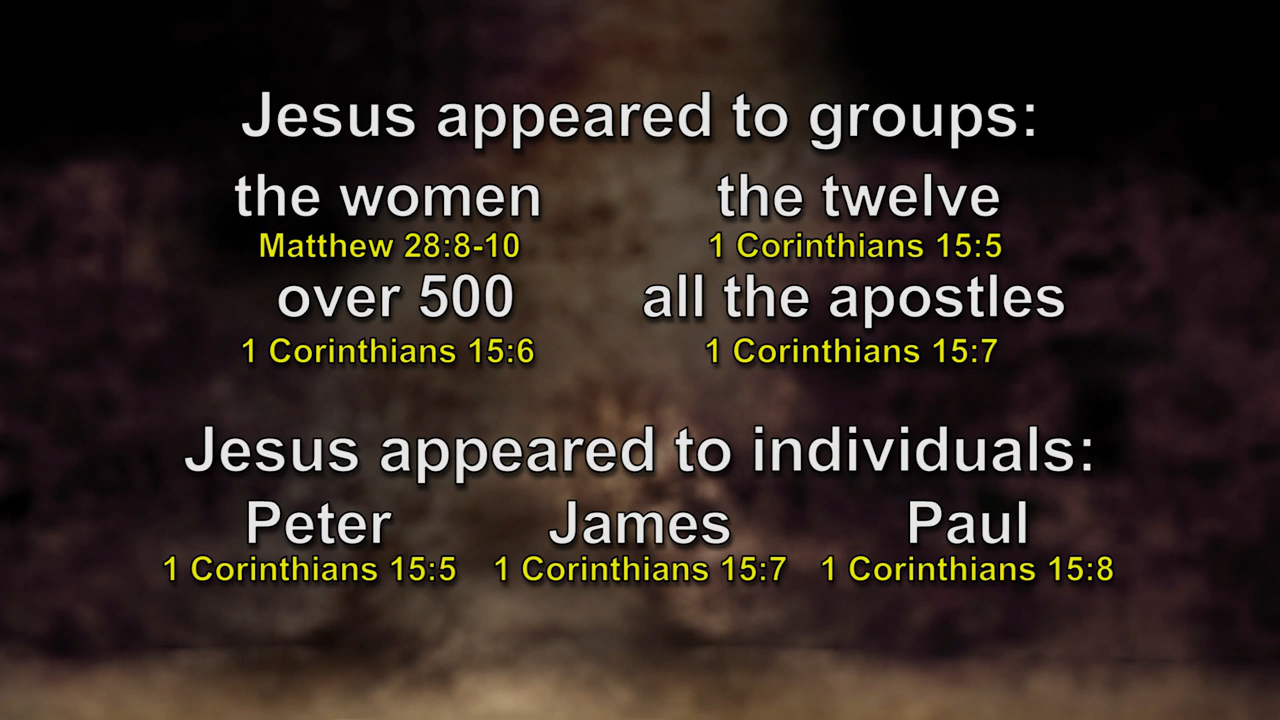 Jesus appeared to groups:
the women the twelve
Matthew 28:8-10 1 Corinthians 15:5
over 500 all the apostles
1 Corinthians 15:6 1 Corinthians 15:7
Jesus appeared to individuals:
Peter James Paul
1 Corinthians 15:5 1 Corinthians 15:7 1 Corinthians 15:8